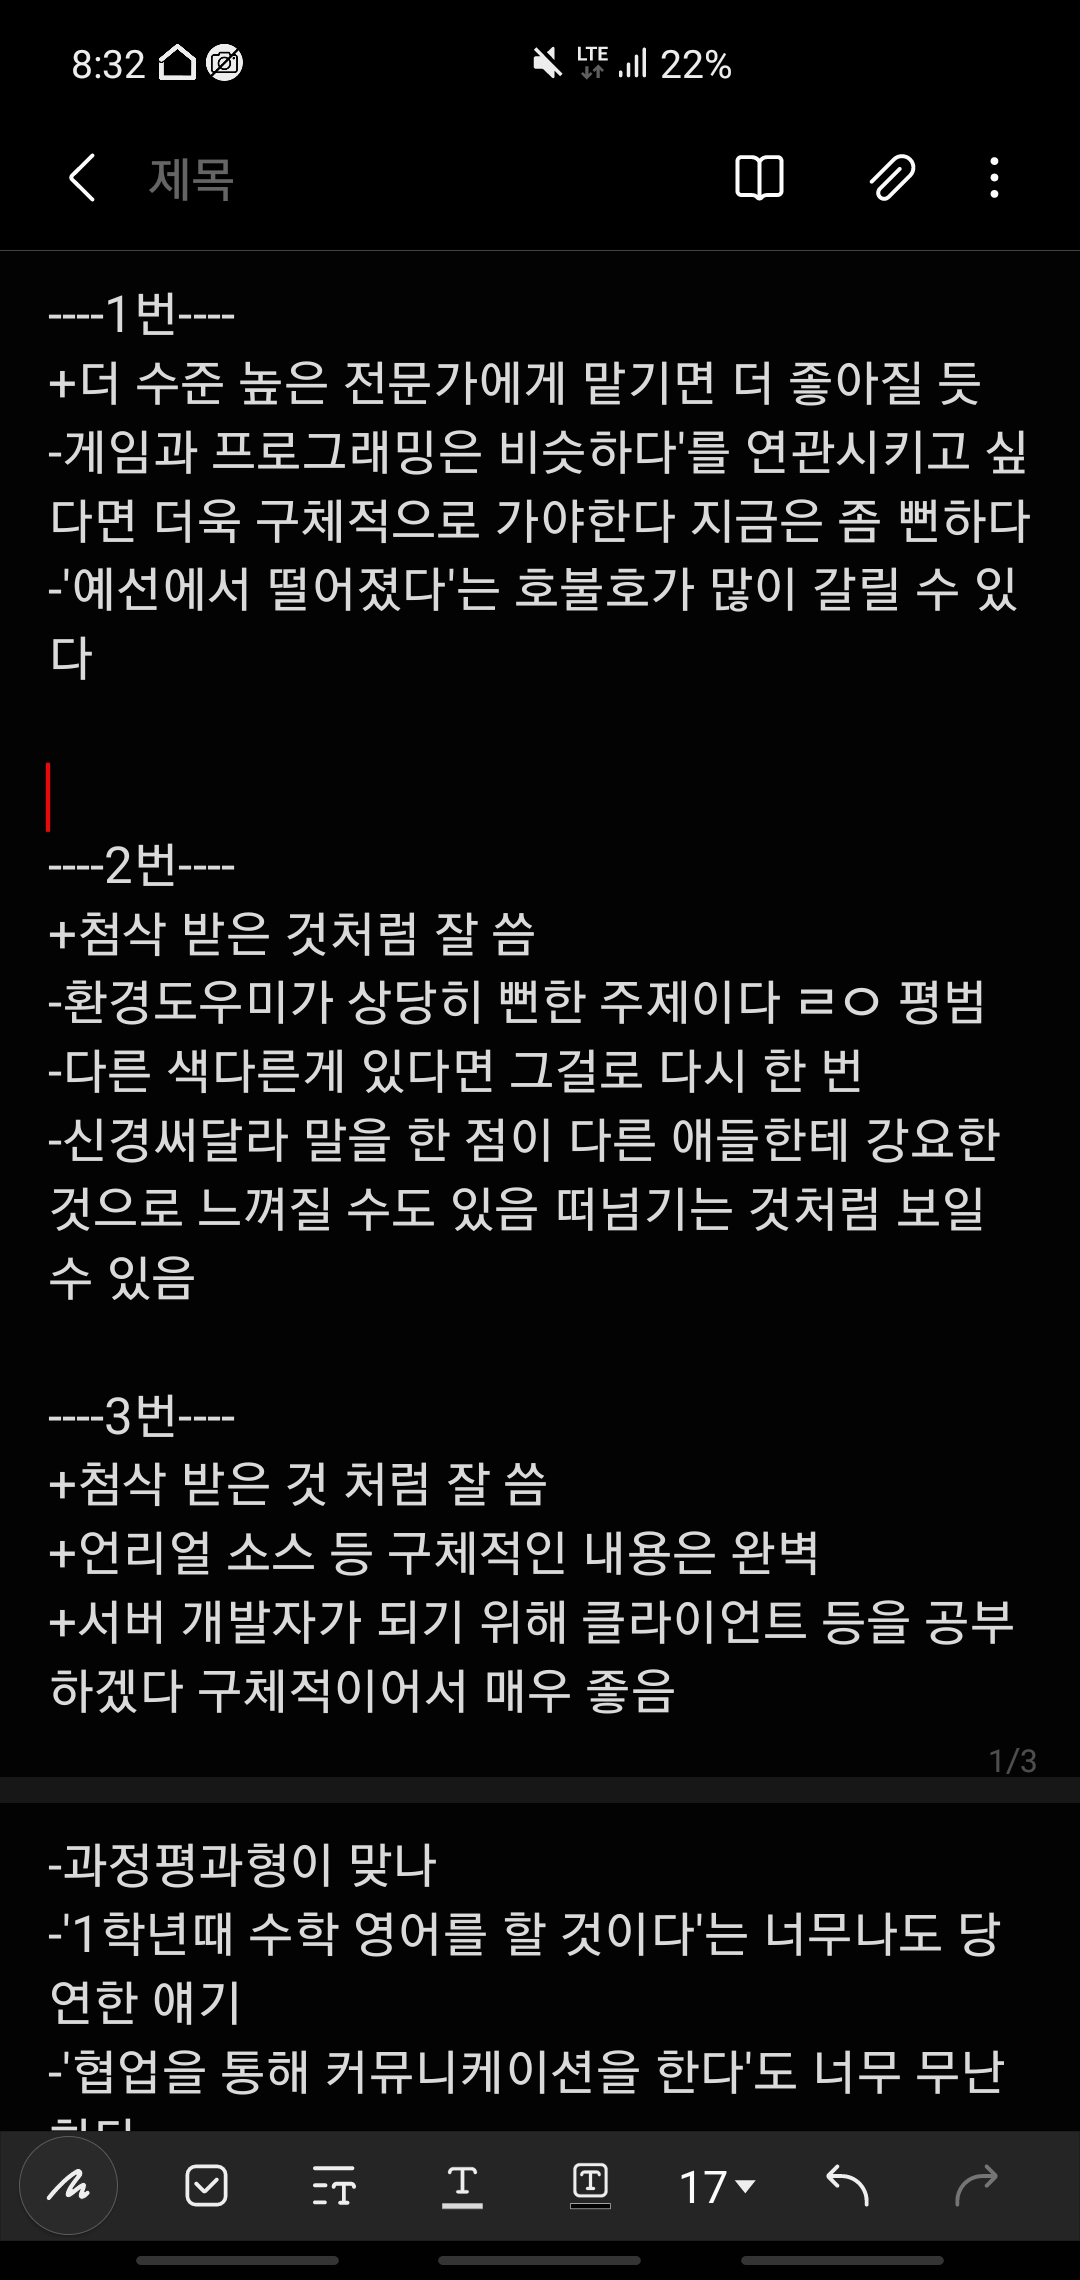 8:32 LTE 22%
제목
----1번----
+더 수준 높은 전문가에게 맡기면 더 좋아질 듯
-게임과 프로그래밍은 비슷하다'를 연관시키고 싶
다면 더욱 구체적으로 가야한다 지금은 좀 뻔하다
-'예선에서 떨어졌다'는 호불호가 많이 갈릴 수 있
다
----2번----
+첨삭 받은 것처럼 잘 씀
-환경도우미가 상당히 뻔한 주제이다 ㄹㅇ 평범
-다른 색다른게 있다면 그걸로 다시 한 번
-신경써달라 말을 한 점이 다른 애들한테 강요한
것으로 느껴질 수도 있음 떠넘기는 것처럼 보일
수 있음
----3번----
+첨삭 받은 것 처럼 잘 씀
+언리얼 소스 등 구체적인 내용은 완벽
+서버 개발자가 되기 위해 클라이언트 등을 공부
하겠다 구체적이어서 매우 좋음
1/3
-과정평과형이 맞나
-'1학년때 수학 영어를 할 것이다'는 너무나도 당
연한 얘기
-'협업을 통해 커뮤니케이션을 한다'도 너무 무난
17